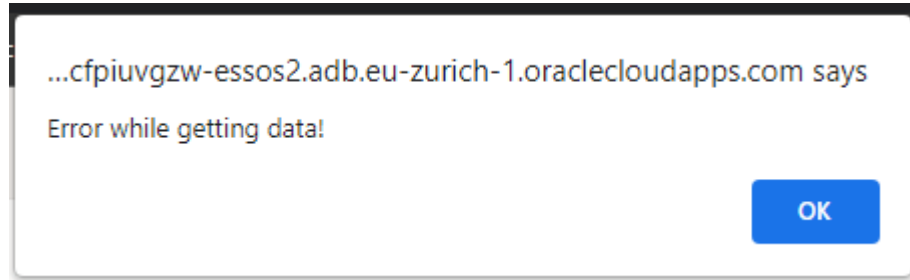 ...cfpiuvgzw-essos2.adb.eu-zurich-1.oraclecloudapps.com says
Error while getting data!
OK